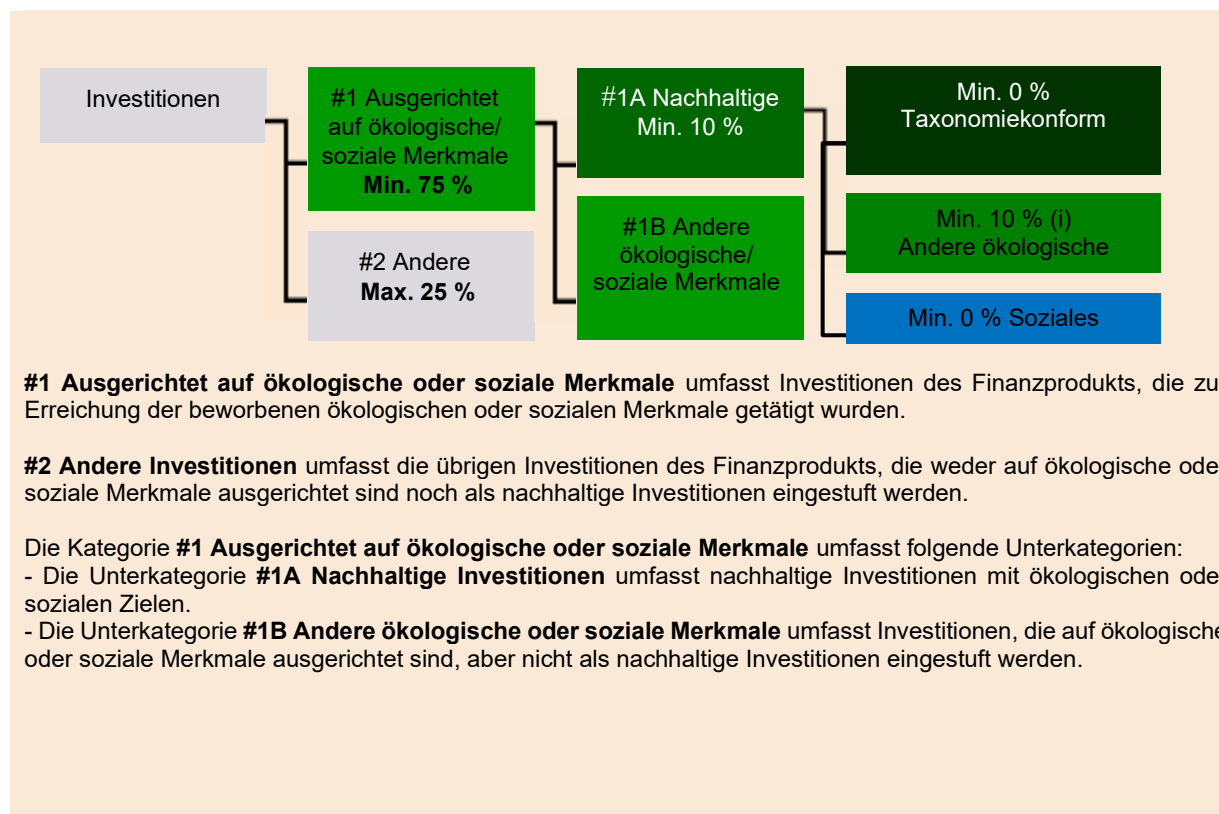 Investitionen
#1 Ausgerichtet
auf ökologische/
soziale Merkmale
Min. 75 %
#2 Andere
Max. 25 %
#1A Nachhaltige
Min. 10 %
#1B Andere
ökologische/
soziale Merkmale
Min. 0 %
Taxonomiekonform
Min. 10 % (i)
Andere ökologische
Min. 0 % Soziales
#1 Ausgerichtet auf ökologische oder soziale Merkmale umfasst Investitionen des Finanzprodukts, die zu
Erreichung der beworbenen ökologischen oder sozialen Merkmale getätigt wurden.
#2 Andere Investitionen umfasst die übrigen Investitionen des Finanzprodukts, die weder auf ökologische ode
soziale Merkmale ausgerichtet sind noch als nachhaltige Investitionen eingestuft werden.
Die Kategorie #1 Ausgerichtet auf ökologische oder soziale Merkmale umfasst folgende Unterkategorien:
- Die Unterkategorie #1A Nachhaltige Investitionen umfasst nachhaltige Investitionen mit ökologischen ode
sozialen Zielen.
- Die Unterkategorie #1B Andere ökologische oder soziale Merkmale umfasst Investitionen, die auf ökologische
oder soziale Merkmale ausgerichtet sind, aber nicht als nachhaltige Investitionen eingestuft werden.